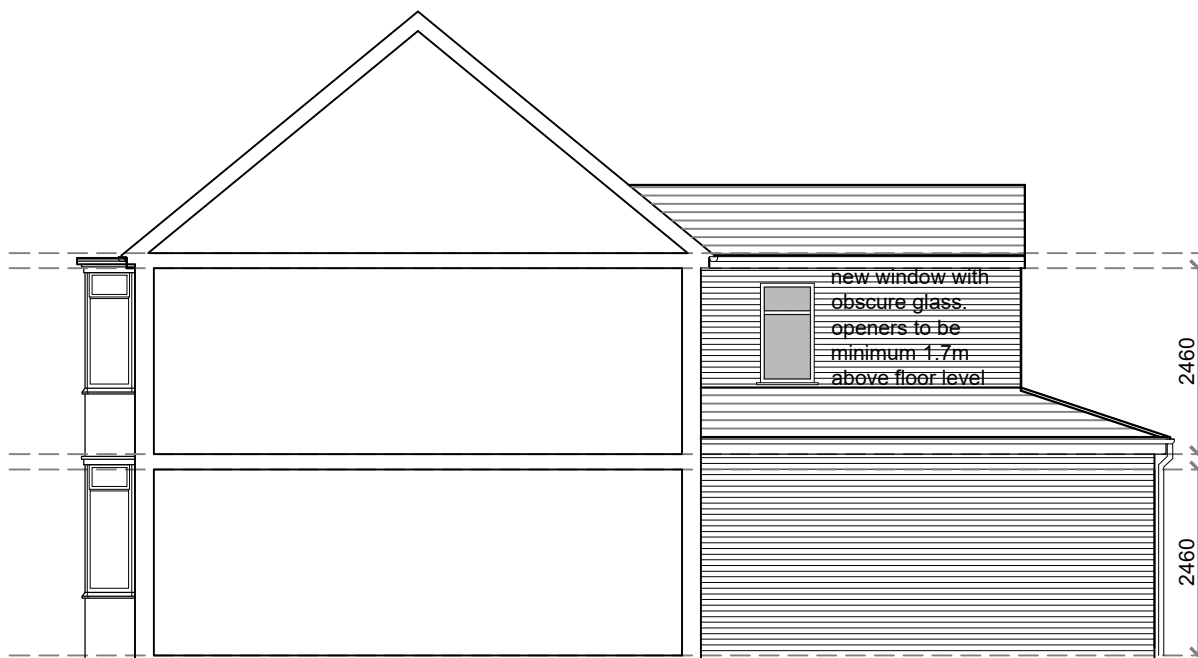 new window with
obscure glass.
openers to be
minimum 1.7m
above floor level
2460
2460